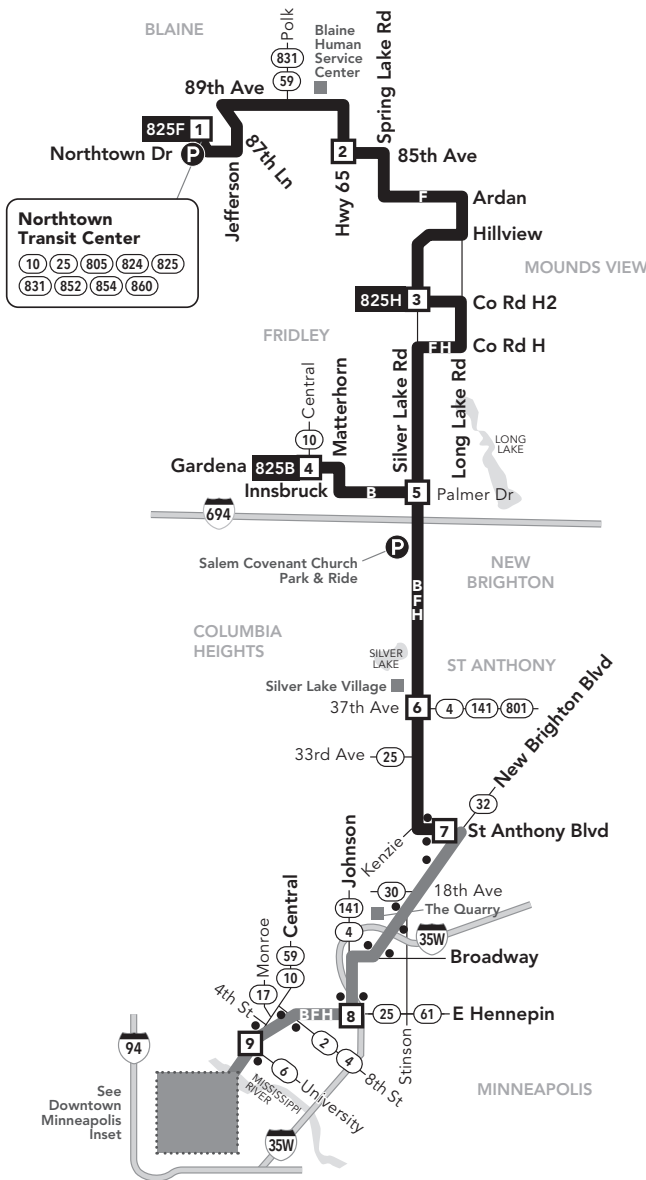 BLAINE
Polk
831
59
Blaine
Human
Service
Center
Spring Lake Rd
89th Ave
825F
1
Northtown Dr
P
Jefferson
87th Ln
2
Hwy 65
85th Ave
F
Ardan
Hillview
Northtown
Transit Center
10 25 805 824 825
831 852 854 860
MOUNDS VIEW
825H
3
Co Rd H2
FRIDLEY
F H
Co Rd H
Silver Lake Rd
Long Lake Rd
Central
10
Matterhorn
LONG
LAKE
Gardena
825B
4
Innsbruck
B
5
Palmer Dr
694
P
Salem Covenant Church
Park & Ride
NEW
BRIGHTON
B
F
H
COLUMBIA
HEIGHTS
SILVER
LAKE
ST ANTHONY
Silver Lake Village
37th Ave
6
4 141 801
New Brighton Blvd
33rd Ave
25
32
Kenzie
7
St Anthony Blvd
Johnson
141
4
30
18th Ave
The Quarry
35W
Broadway
Central
59
10
Monroe
17
4th St
BFH
8
25 61
E Hennepin
Stinson
9
2
4
8th St
6
University
94
MISSISSIPPI
RIVER
MINNEAPOLIS
See
Downtown
Minneapolis
Inset
35W